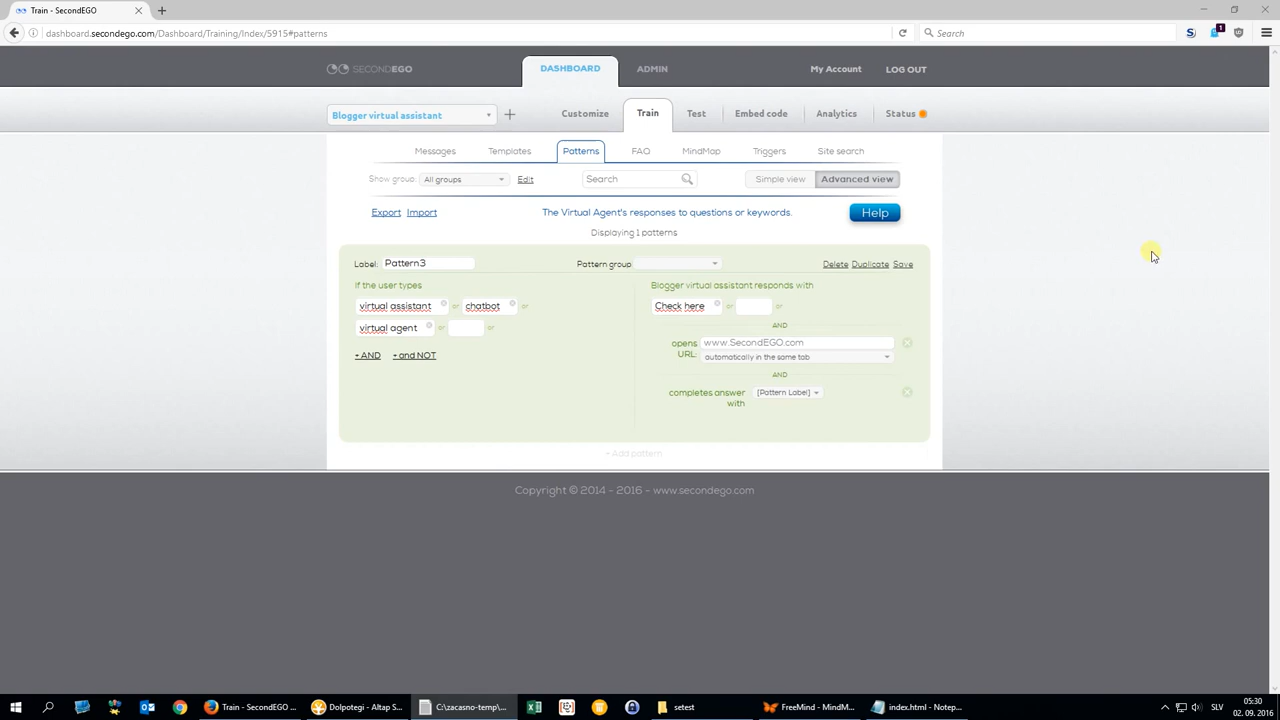 Train - SecondEGO
dashboard.secondego.com/Dashboard/Training/Index/5915#patterns
Search
SECONDEGO
DASHBOARD
ADMIN
My Account
LOG OUT
Blogger virtual assistant
Customize
Train
Test
Embed code
Analytics
Status
Messages
Templates
Patterns
FAQ
MindMap
Triggers
Site search
Show group:
All groups
Edit
Search
Simple view
Advanced view
Export
Import
The Virtual Agent's responses to questions or keywords.
Help
Displaying 1 patterns
Label:
Pattern3
Pattern group
Delete
Duplicate
Save
If the user types
Blogger virtual assistant responds with
virtual assistant or chatbot or
Check here or or
virtual agent or or
AND
opens URL:
www.SecondEGO.com
automatically in the same tab
+ AND
+ and NOT
AND
completes answer
with
[Pattern Label]
+ Add pattern
Copyright © 2014 - 2016 - www.secondego.com
Train - SecondEGO ...
Dolpotegi - Altap S...
C:\zacasno-temp\...
setest
FreeMind - MindM...
index.html - Notep...
SLV
05:30
02. 09. 2016
1